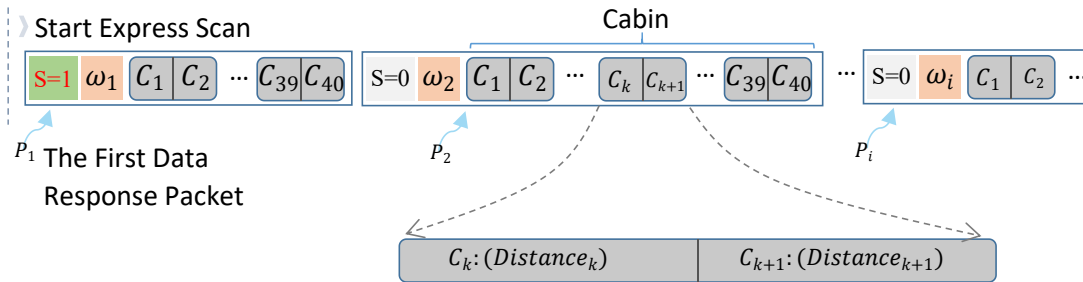 》Start Express Scan
Cabin
S=1 ω₁ C₁ C₂ ... C₃₉ C₄₀ S=0 ω₂ C₁ C₂ ... Cₖ Cₖ₊₁ ... C₃₉ C₄₀ ... S=0 ωᵢ C₁ C₂ ...
P₁ The First Data
Response Packet
P₂
Pᵢ
Cₖ: (Distanceₖ) Cₖ₊₁: (Distanceₖ₊₁)